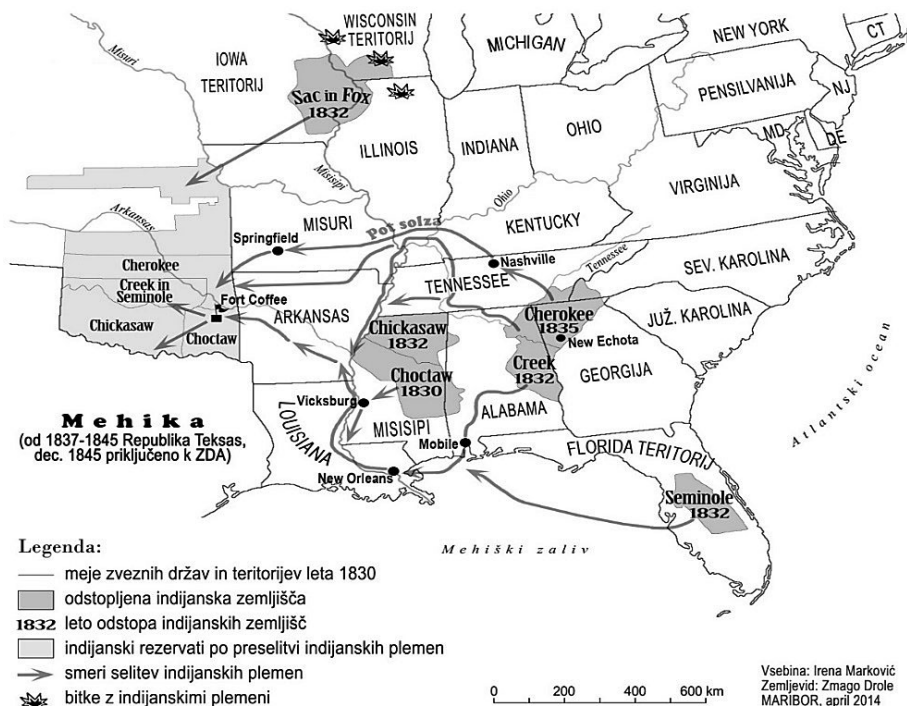 WISCONSIN
TERITORIJ
MICHIGAN
NEW YORK
CT
Misuri
IOWA
TERITORIJ
Sac in Fox
1832
PENSILVANIJA
NJ
ILLINOIS
INDIANA
OHIO
MD
DE
Misisipi
Ohio
VIRGINIJA
Arkansas
MISURI
Pot solza
KENTUCKY
Springfield
Nashville
Tennessee
SEV. KAROLINA
Cherokee
TENNESSEE
Creek in
Seminole
Fort Coffee
ARKANSAS
Chickasaw
1832
Cherokee
1835
JUŽ. KAROLINA
Chickasaw
Choctaw
New Echota
Creek
1832
Choctaw
1830
GEORGIJA
Vicksburg
ALABAMA
Atlantski ocean
Mehika
(od 1837-1845 Republika Teksas,
dec. 1845 priključeno k ZDA)
LOUISIANA
MISISIPI
Mobile
FLORIDA TERITORIJ
New Orleans
Seminole
1832
Mehiški zaliv
Legenda:
meje zveznih držav in teritorijev leta 1830
odstopljena indijanska zemljišča
1832 leto odstopa indijanskih zemljišč
indijanski rezervati po preselitvi indijanskih plemen
smeri selitev indijanskih plemen
bitke z indijanskimi plemeni
0 200 400 600 km
Vsebina: Irena Marković
Zemljevid: Zmago Drole
MARIBOR, april 2014